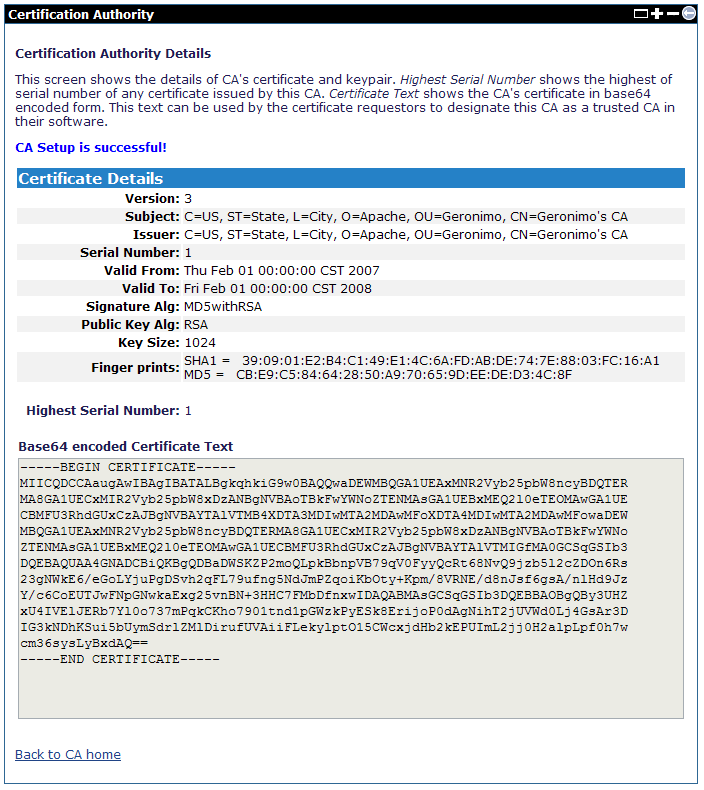 Certification Authority
Certification Authority Details
This screen shows the details of CA's certificate and keypair. Highest Serial Number shows the highest of
serial number of any certificate issued by this CA. Certificate Text shows the CA's certificate in base64
encoded form. This text can be used by the certificate requestors to designate this CA as a trusted CA in
their software.
CA Setup is successful!
Certificate Details
Version: 3
Subject: C=US, ST=State, L=City, O=Apache, OU=Geronimo, CN=Geronimo's CA
Issuer: C=US, ST=State, L=City, O=Apache, OU=Geronimo, CN=Geronimo's CA
Serial Number: 1
Valid From: Thu Feb 01 00:00:00 CST 2007
Valid To: Fri Feb 01 00:00:00 CST 2008
Signature Alg: MD5withRSA
Public Key Alg: RSA
Key Size: 1024
Finger prints: SHA1 = 39:09:01:E2:B4:C1:49:E1:4C:6A:FD:AB:DE:74:7E:88:03:FC:16:A1
MD5 = CB:E9:C5:84:64:28:50:A9:70:65:9D:EE:DE:D3:4C:8F
Highest Serial Number: 1
Base64 encoded Certificate Text
-----BEGIN CERTIFICATE-----
MIICQDCCAaugAwIBAgIBATALBgkqhkiG9w0BAQQwaDEWMBQGA1UEAxMNR2Vyb25pbW8ncyBDQTER
MA8GA1UECxMIR2Vyb25pbW8xDzANBgNVBAoTBkFwYWNoZTENMAsGA1UEBxMEQ2l0eTEOMAwGA1UE
CBMFU3RhdGUxCzAJBgNVBAYTAlVTMB4XDTA3MDIwMTA2MDAwMFoXDTA4MDIwMTA2MDAwMFowaDEW
MBQGA1UEAxMNR2Vyb25pbW8ncyBDQTERMA8GA1UECxMIR2Vyb25pbW8xDzANBgNVBAoTBkFwYWNo
ZTENMAsGA1UEBxMEQ2l0eTEOMAwGA1UECBMFU3RhdGUxCzAJBgNVBAYTAlVTMIGfMA0GCSqGSIb3
DQEBAQUAA4GNADCBiQKBgQDBaDWSKZP2moQLpkBbnpVB79qV0FyyQcRt68NvQ9jzb5l2cZDOn6Rs
23gNWkE6/eGoLYjuPgDSvh2qFL79ufng5NdJmPZqoiKbOty+Kpm/8VRNE/d8nJsf6gsA/nlHd9Jz
Y/c6CoEUTJwFNpGNwkaExg25vnBN+3HHC7FMbDfnxwIDAQABMAsGCSqGSIb3DQEBBAOBgQBy3UHZ
xU4IVElJERb7Yl0o737mPqkCKho7901tnd1pGWzkPyESk8ErijoP0dAgNihT2jUVWd0Lj4GsAr3D
IG3kNDhKSui5bUymSdrlZMlDirufUVAiiFLekylptO15CWcxjdHb2kEPUImL2jj0H2alpLpf0h7w
cm36sysLyBxdAQ==
-----END CERTIFICATE-----
Back to CA home